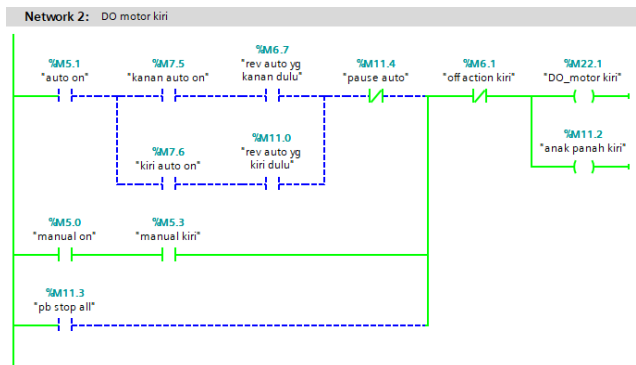 Network 2: DO motor kiri
%M5.1
"auto on"
%M7.5
"kanan auto on"
%M6.7
"rev auto yg
kanan dulu"
%M11.4
"pause auto"
%M6.1
"off action kiri"
%M22.1
"DO_motor kiri"
%M7.6
"kiri auto on"
%M11.0
"rev auto yg
kiri dulu"
%M11.2
"anak panah kiri"
%M5.0
"manual on"
%M5.3
"manual kiri"
%M11.3
"pb stop all"